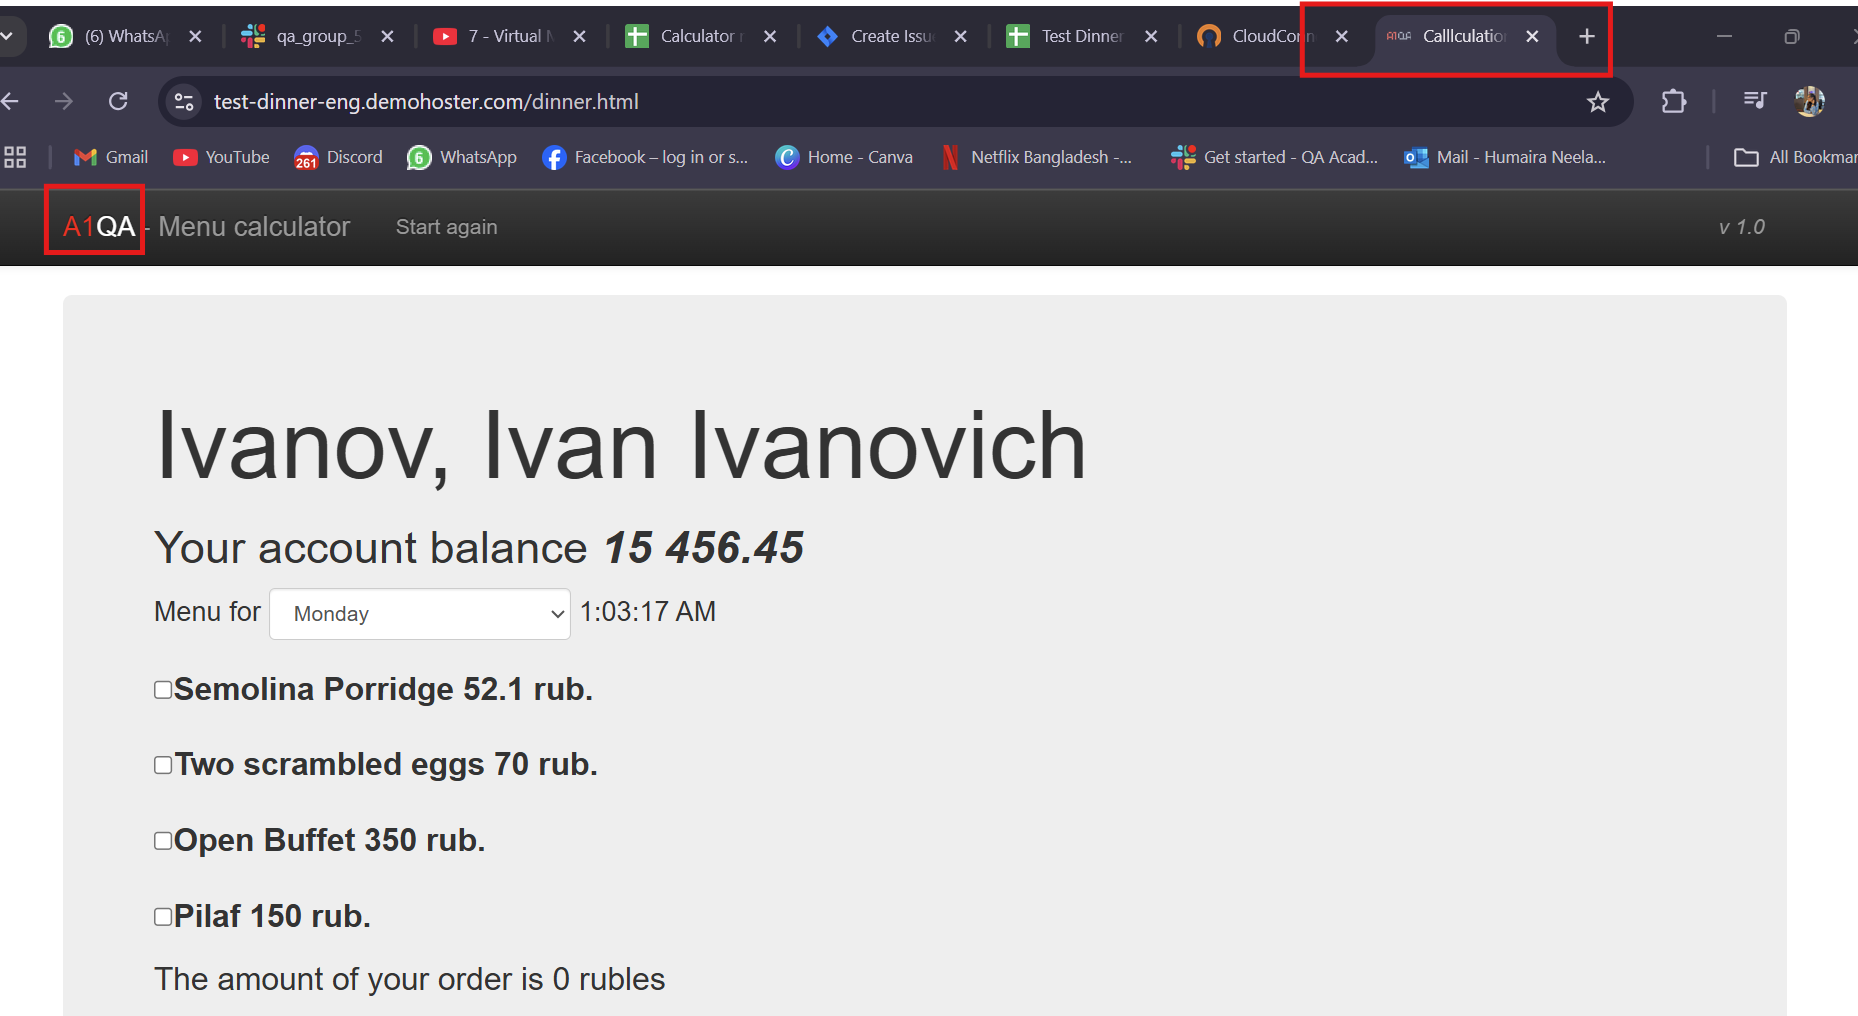 6 (6) WhatsA qa_group_5 7 - Virtual Calculator Create Issu Test Dinner CloudCon A1QA Calllculation
test-dinner-eng.demohoster.com/dinner.html
Gmail YouTube 261 Discord 6 WhatsApp Facebook – log in or s... Home - Canva Netflix Bangladesh -... Get started - QA Acad... Mail - Humaira Neela... All Bookmar
A1QA - Menu calculator Start again v 1.0
Ivanov, Ivan Ivanovich
Your account balance 15 456.45
Menu for Monday 1:03:17 AM
Semolina Porridge 52.1 rub.
Two scrambled eggs 70 rub.
Open Buffet 350 rub.
Pilaf 150 rub.
The amount of your order is 0 rubles